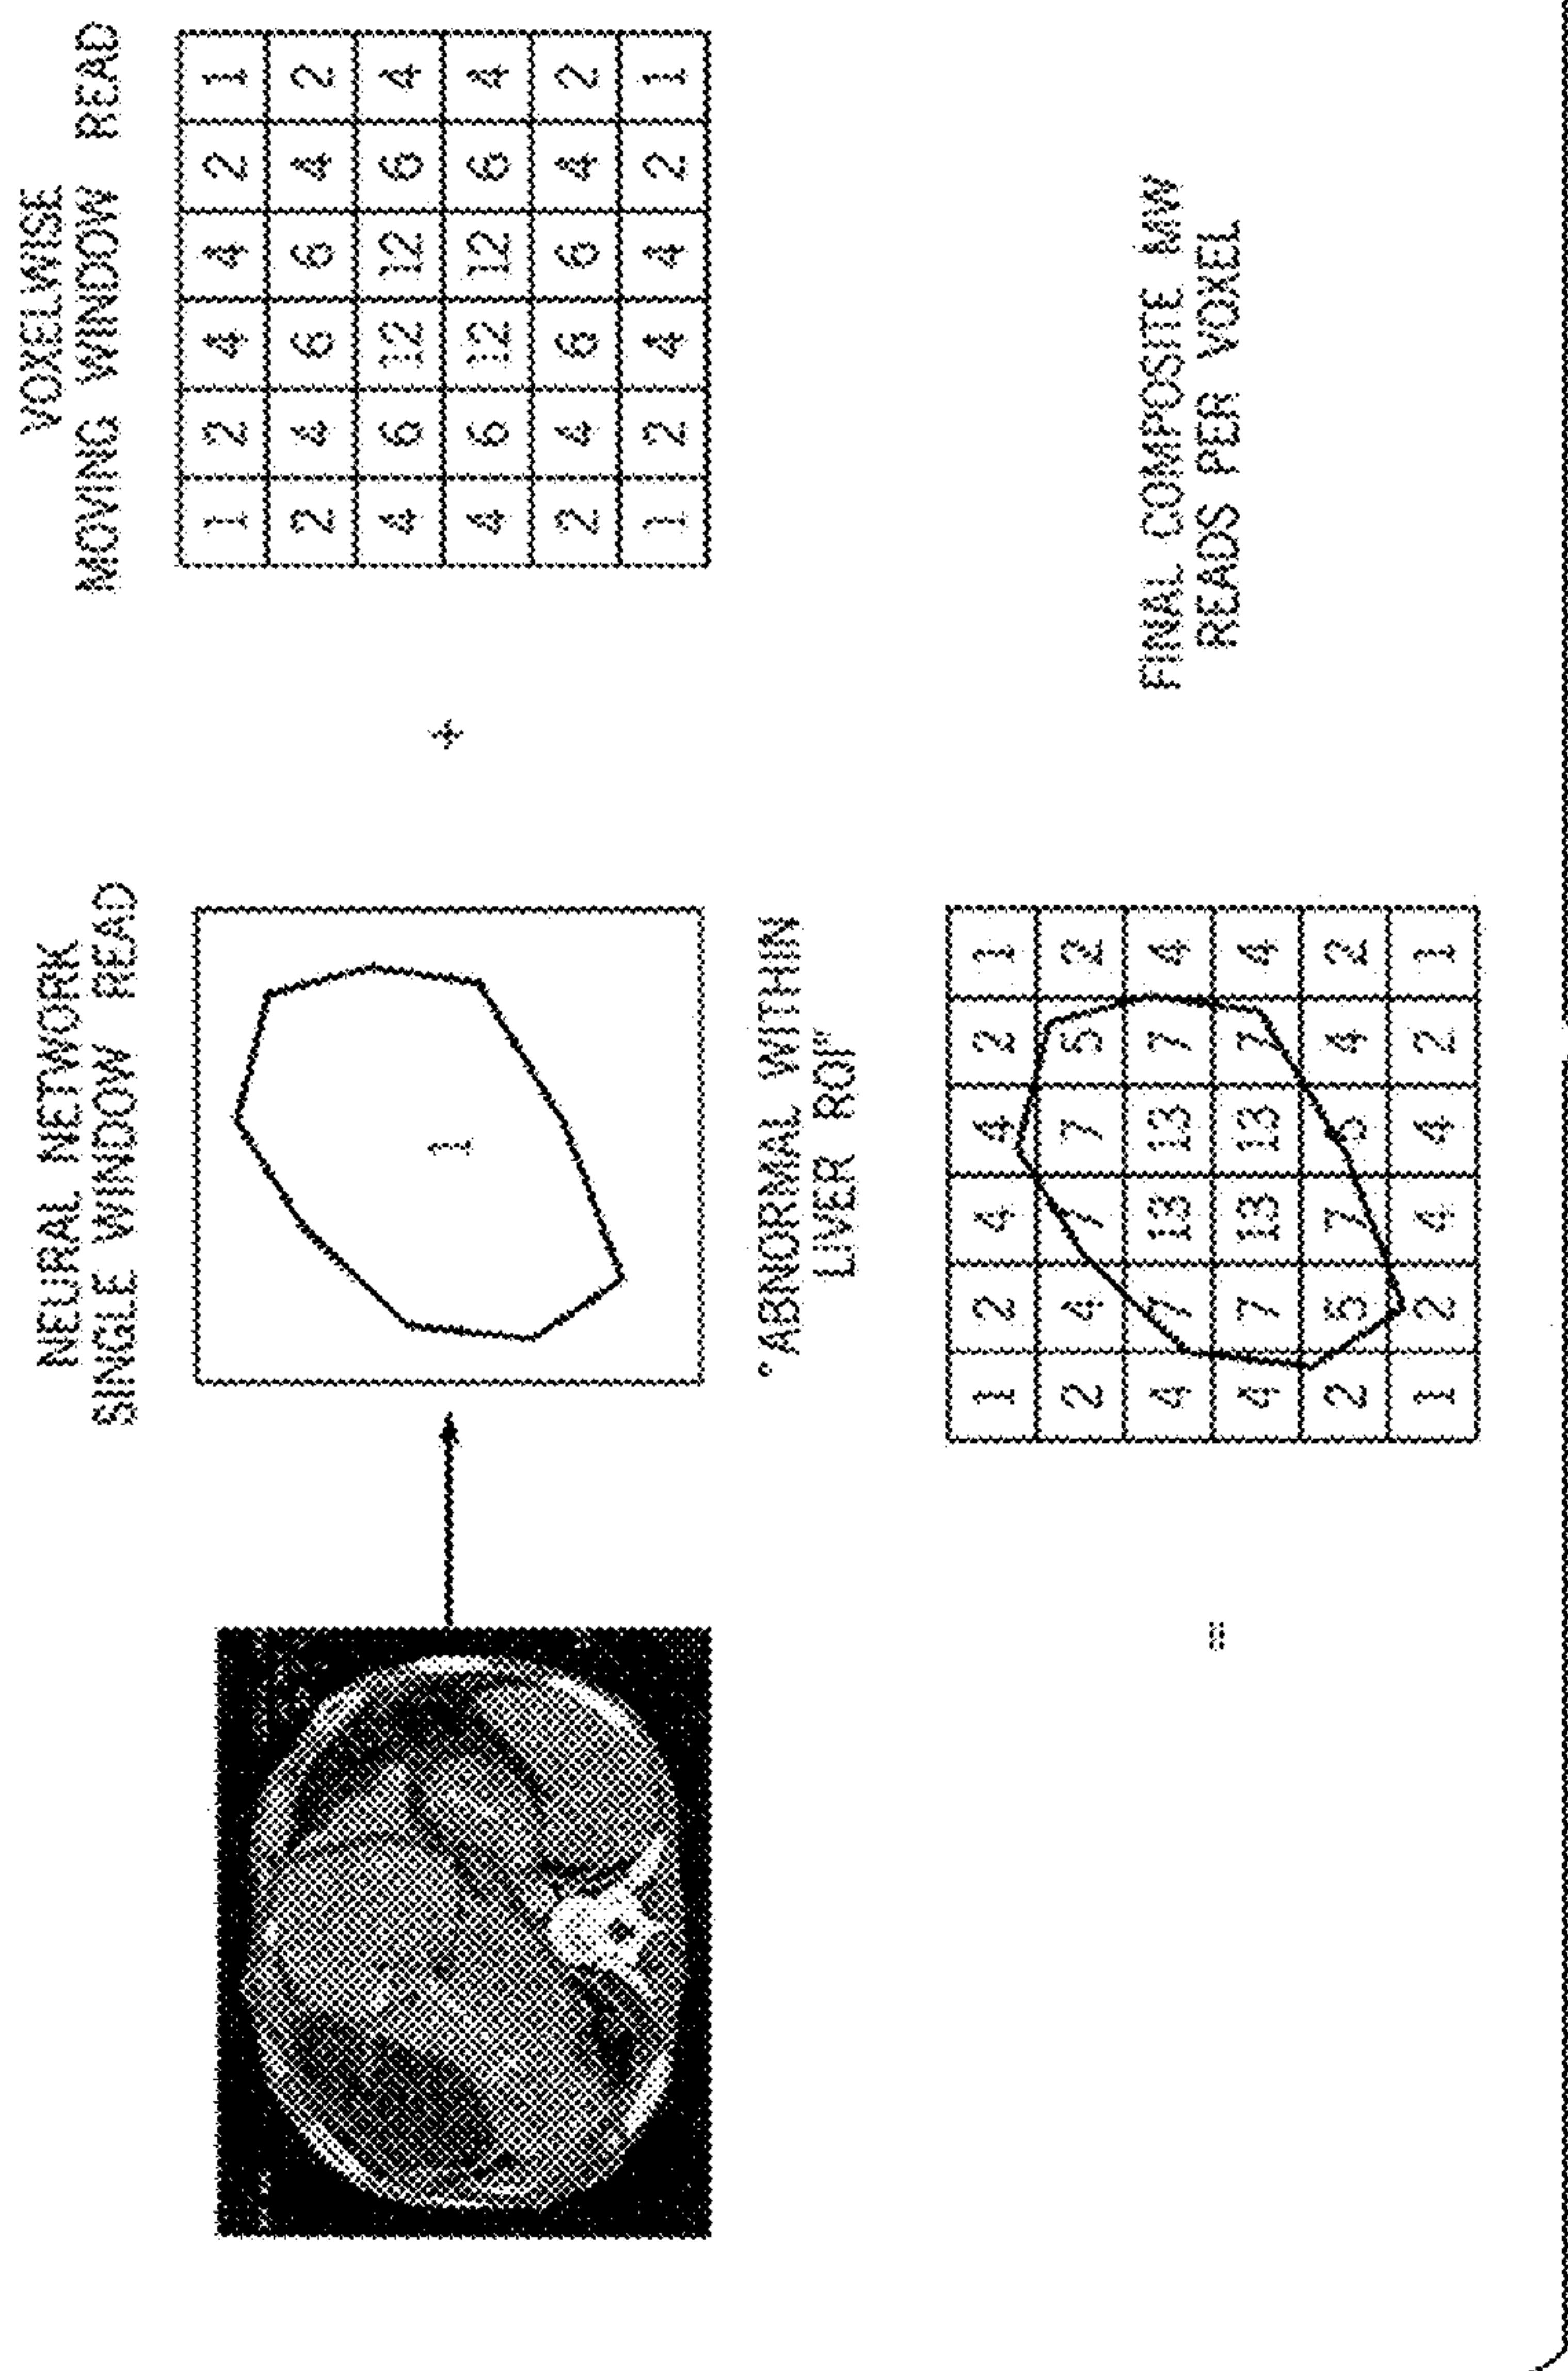 NEURAL NETWORK
SINGLE WINDOW READ
1
"ABNORMAL WITHIN
LIVER ROI"
+
VOXELWISE
MOVING WINDOW READ
1 2 4 4 2 1
2 4 6 6 4 2
4 6 12 12 6 4
4 6 12 12 6 4
2 4 6 6 4 2
1 2 4 4 2 1
=
1 2 4 4 2 1
2 4 7 7 5 2
4 7 13 13 7 4
4 7 13 13 7 4
2 5 7 5 4 2
1 2 4 4 2 1
FINAL COMPOSITE MW
READS PER VOXEL